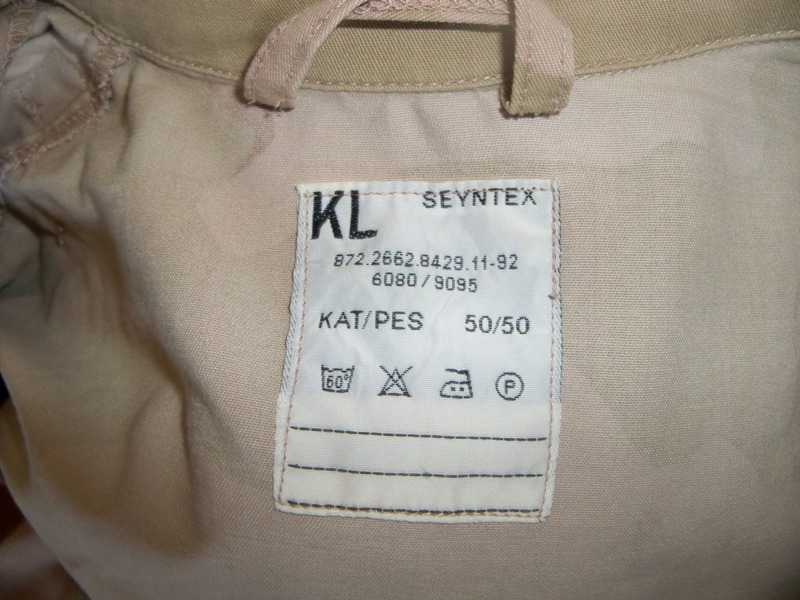 KL SEYNTEX
872.2662.8429.11-92
6080/9095
KAT/PES 50/50
60°
P